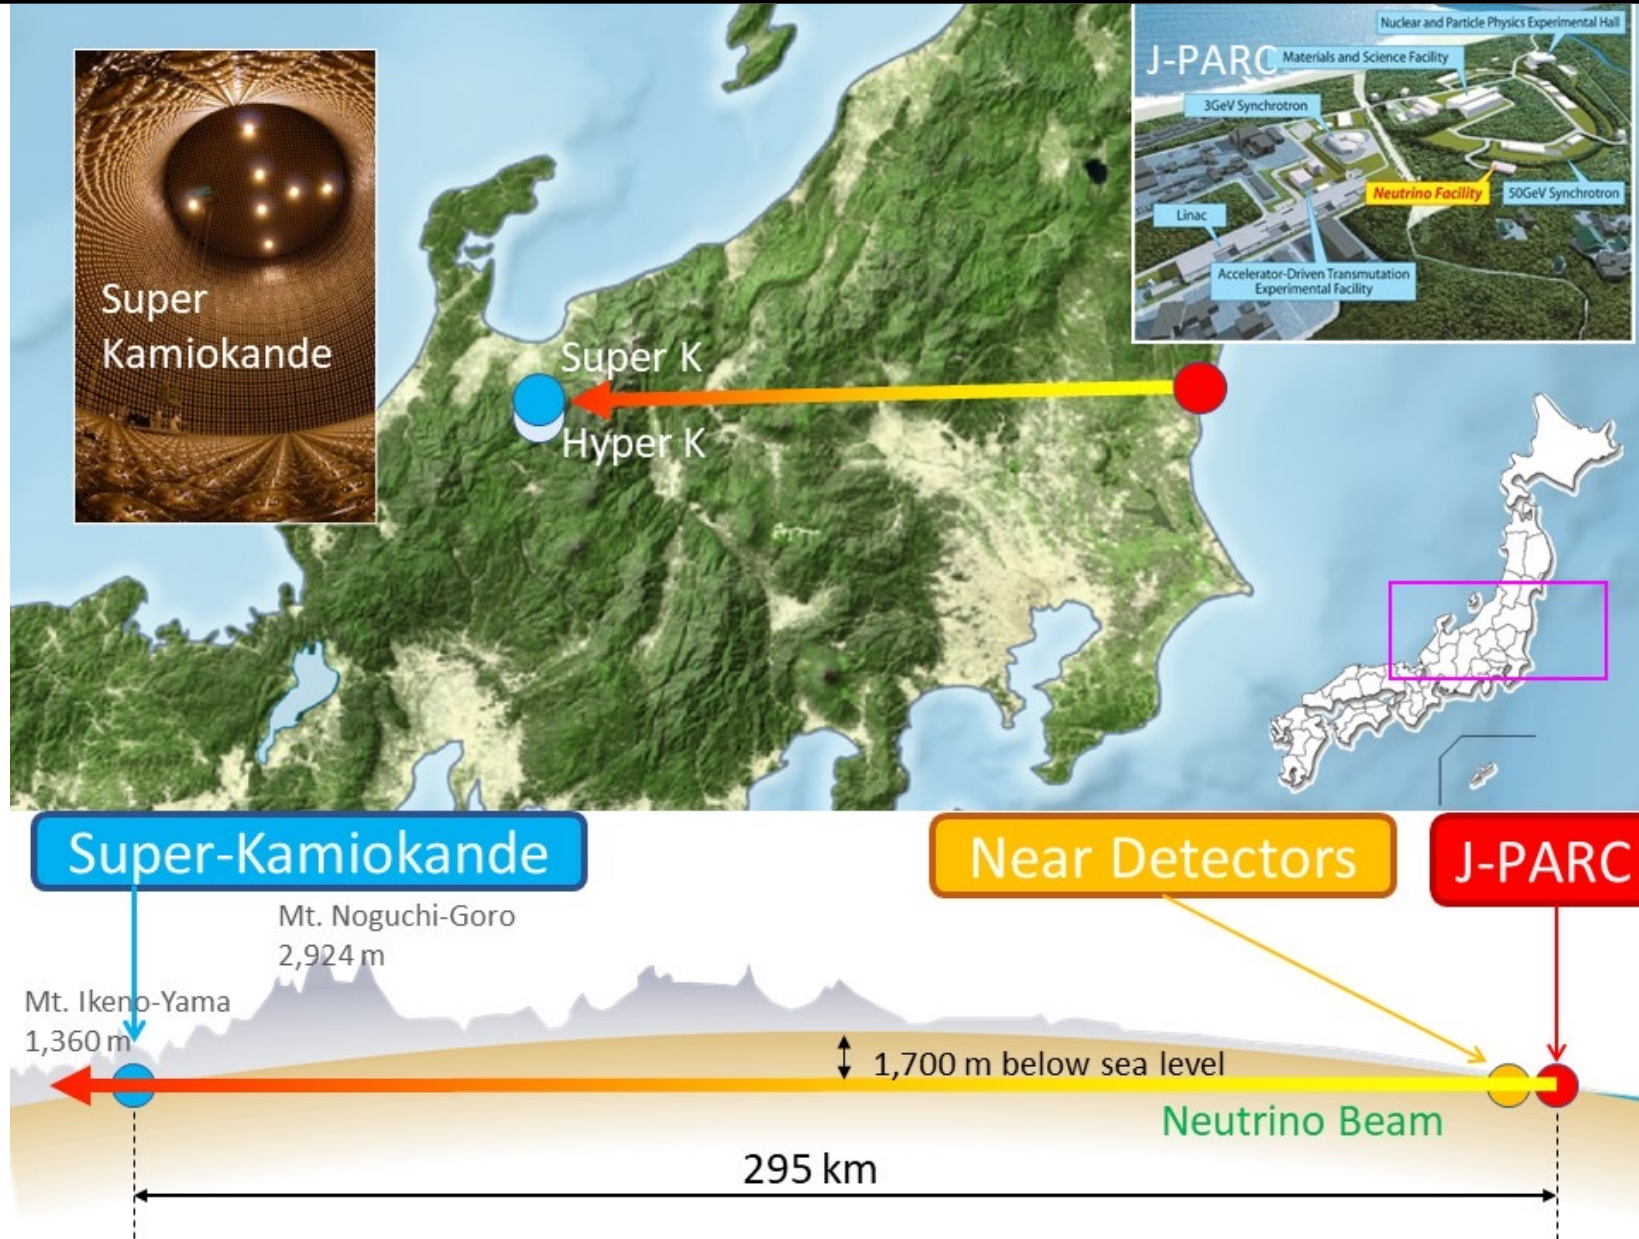 Super
Kamiokande
J-PARC
Nuclear and Particle Physics Experimental Hall
Materials and Science Facility
3GeV Synchrotron
Neutrino Facility
50GeV Synchrotron
Linac
Accelerator-Driven Transmutation
Experimental Facility
Super K
Hyper K
Super-Kamiokande
Near Detectors
J-PARC
Mt. Noguchi-Goro
2,924 m
Mt. Ikeno-Yama
1,360 m
1,700 m below sea level
Neutrino Beam
295 km